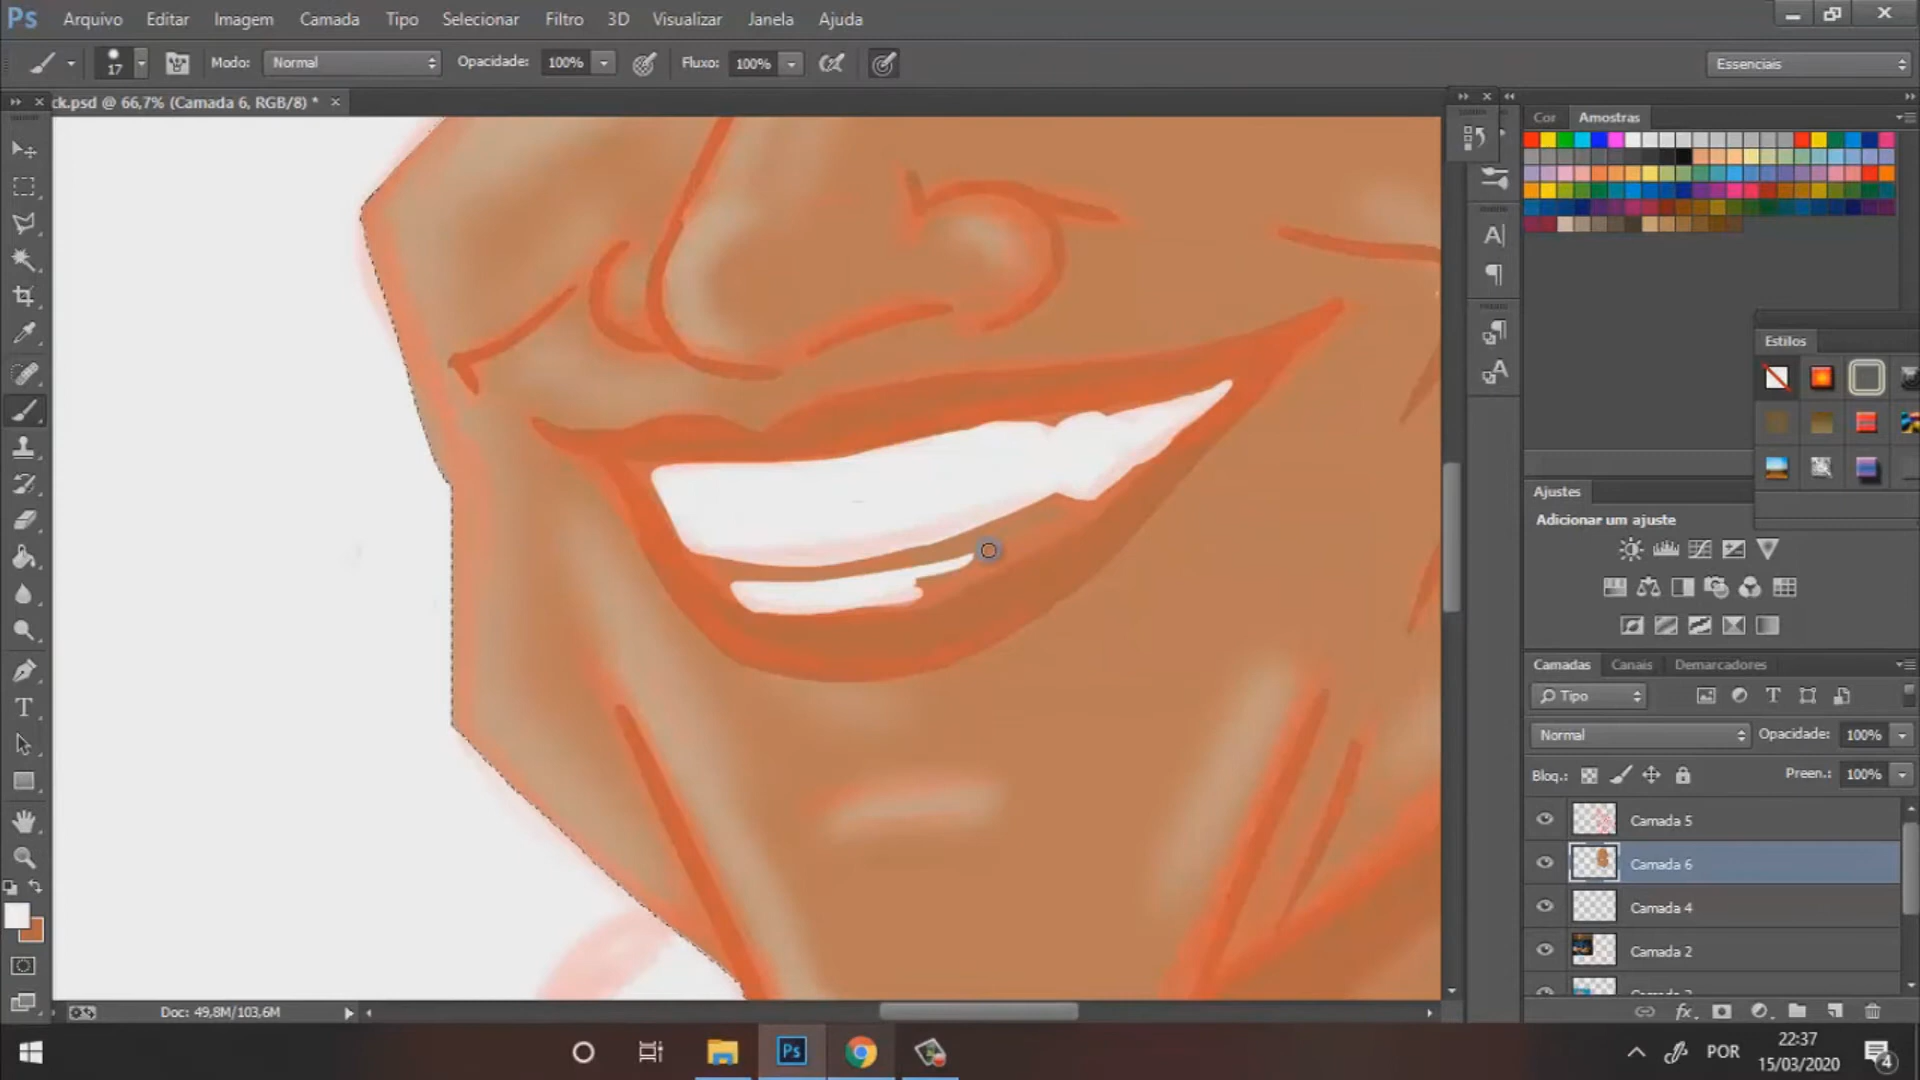 Ps Arquivo Editar Imagem Camada Tipo Selecionar Filtro 3D Visualizar Janela Ajuda
17 Modo: Normal Opacidade: 100% Fluxo: 100% Essenciais
ck.psd @ 66,7% (Camada 6, RGB/8) *
Cor Amostras
Estilos
Ajustes
Adicionar um ajuste
Camadas Canais Demarcadores
Tipo
Normal Opacidade: 100%
Bloq.: Preen.: 100%
Camada 5
Camada 6
Camada 4
Camada 2
Doc: 49,8M/103,6M
Ps POR 22:37
15/03/2020
4